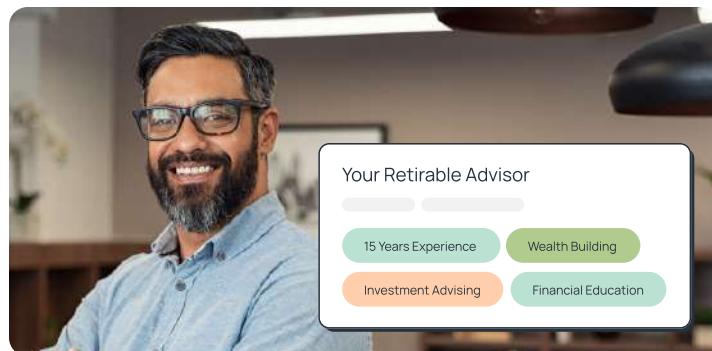 Your Retirable Advisor
15 Years Experience
Wealth Building
Investment Advising
Financial Education